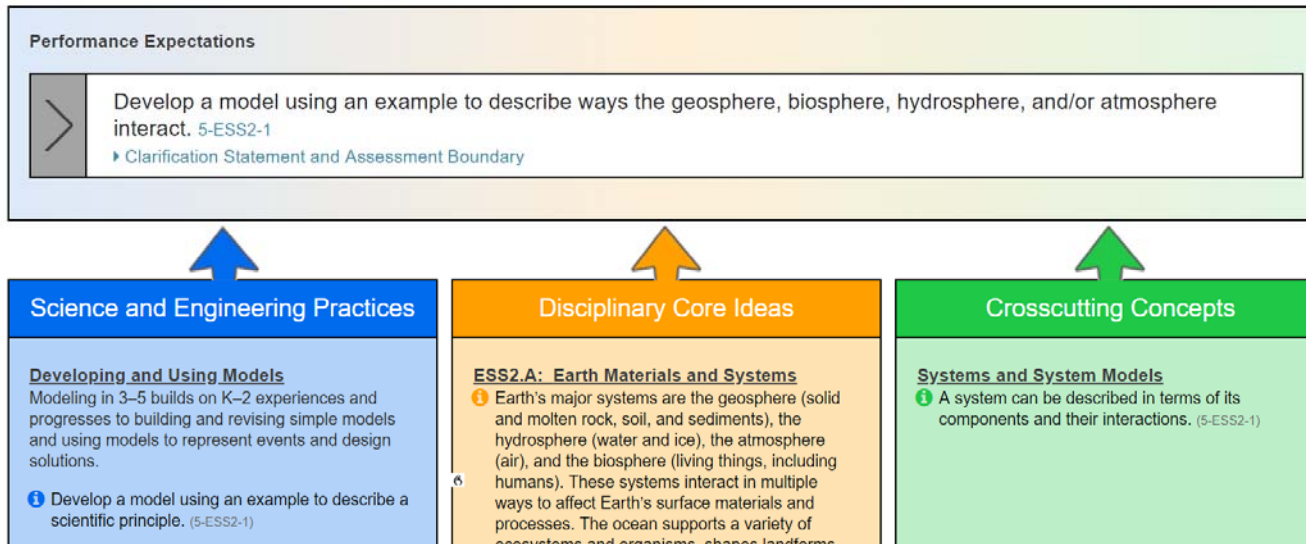 Performance Expectations
Develop a model using an example to describe ways the geosphere, biosphere, hydrosphere, and/or atmosphere
interact. 5-ESS2-1
Clarification Statement and Assessment Boundary
Science and Engineering Practices
Developing and Using Models
Modeling in 3–5 builds on K–2 experiences and
progresses to building and revising simple models
and using models to represent events and design
solutions.
Develop a model using an example to describe a
scientific principle. (5-ESS2-1)
Disciplinary Core Ideas
ESS2.A: Earth Materials and Systems
Earth's major systems are the geosphere (solid
and molten rock, soil, and sediments), the
hydrosphere (water and ice), the atmosphere
(air), and the biosphere (living things, including
humans). These systems interact in multiple
ways to affect Earth's surface materials and
processes. The ocean supports a variety of
ecosystems and organisms, shapes landforms,
Crosscutting Concepts
Systems and System Models
A system can be described in terms of its
components and their interactions. (5-ESS2-1)